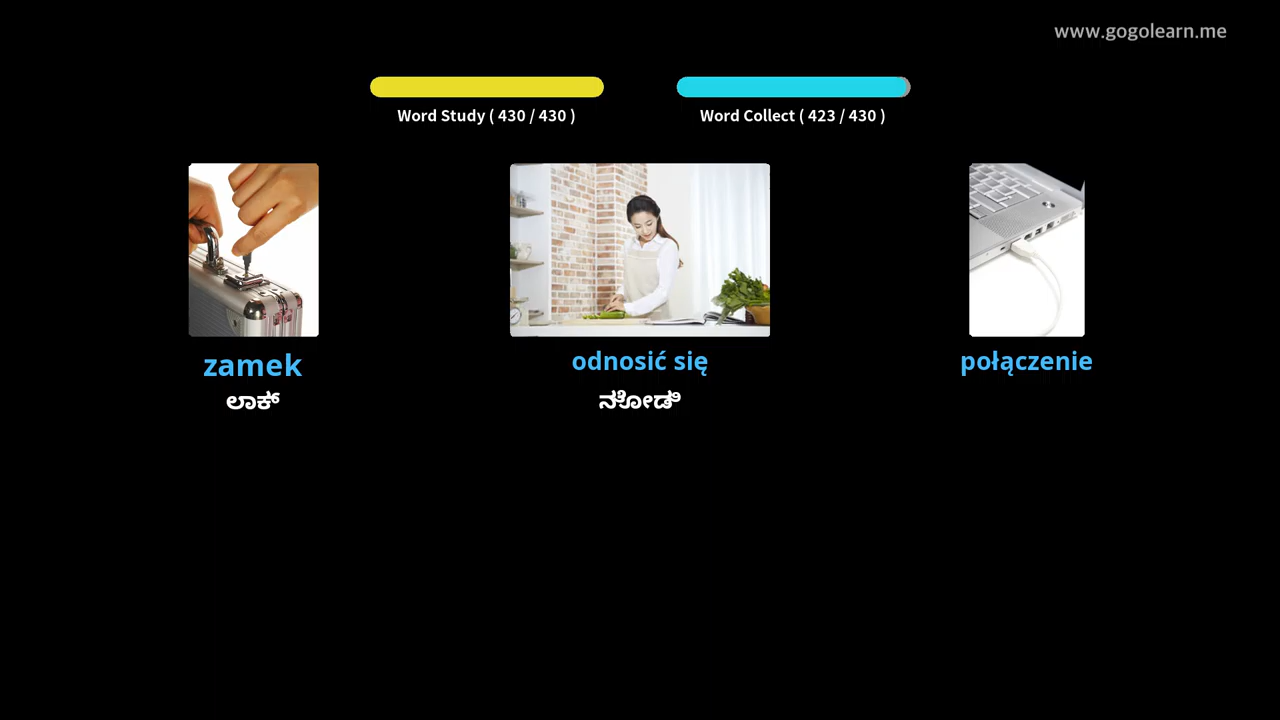 www.gogolearn.me
Word Study ( 430 / 430 )
Word Collect ( 423 / 430 )
zamek
ಲಾಕ್
odnosić się
ನೋಡಿ
połączenie